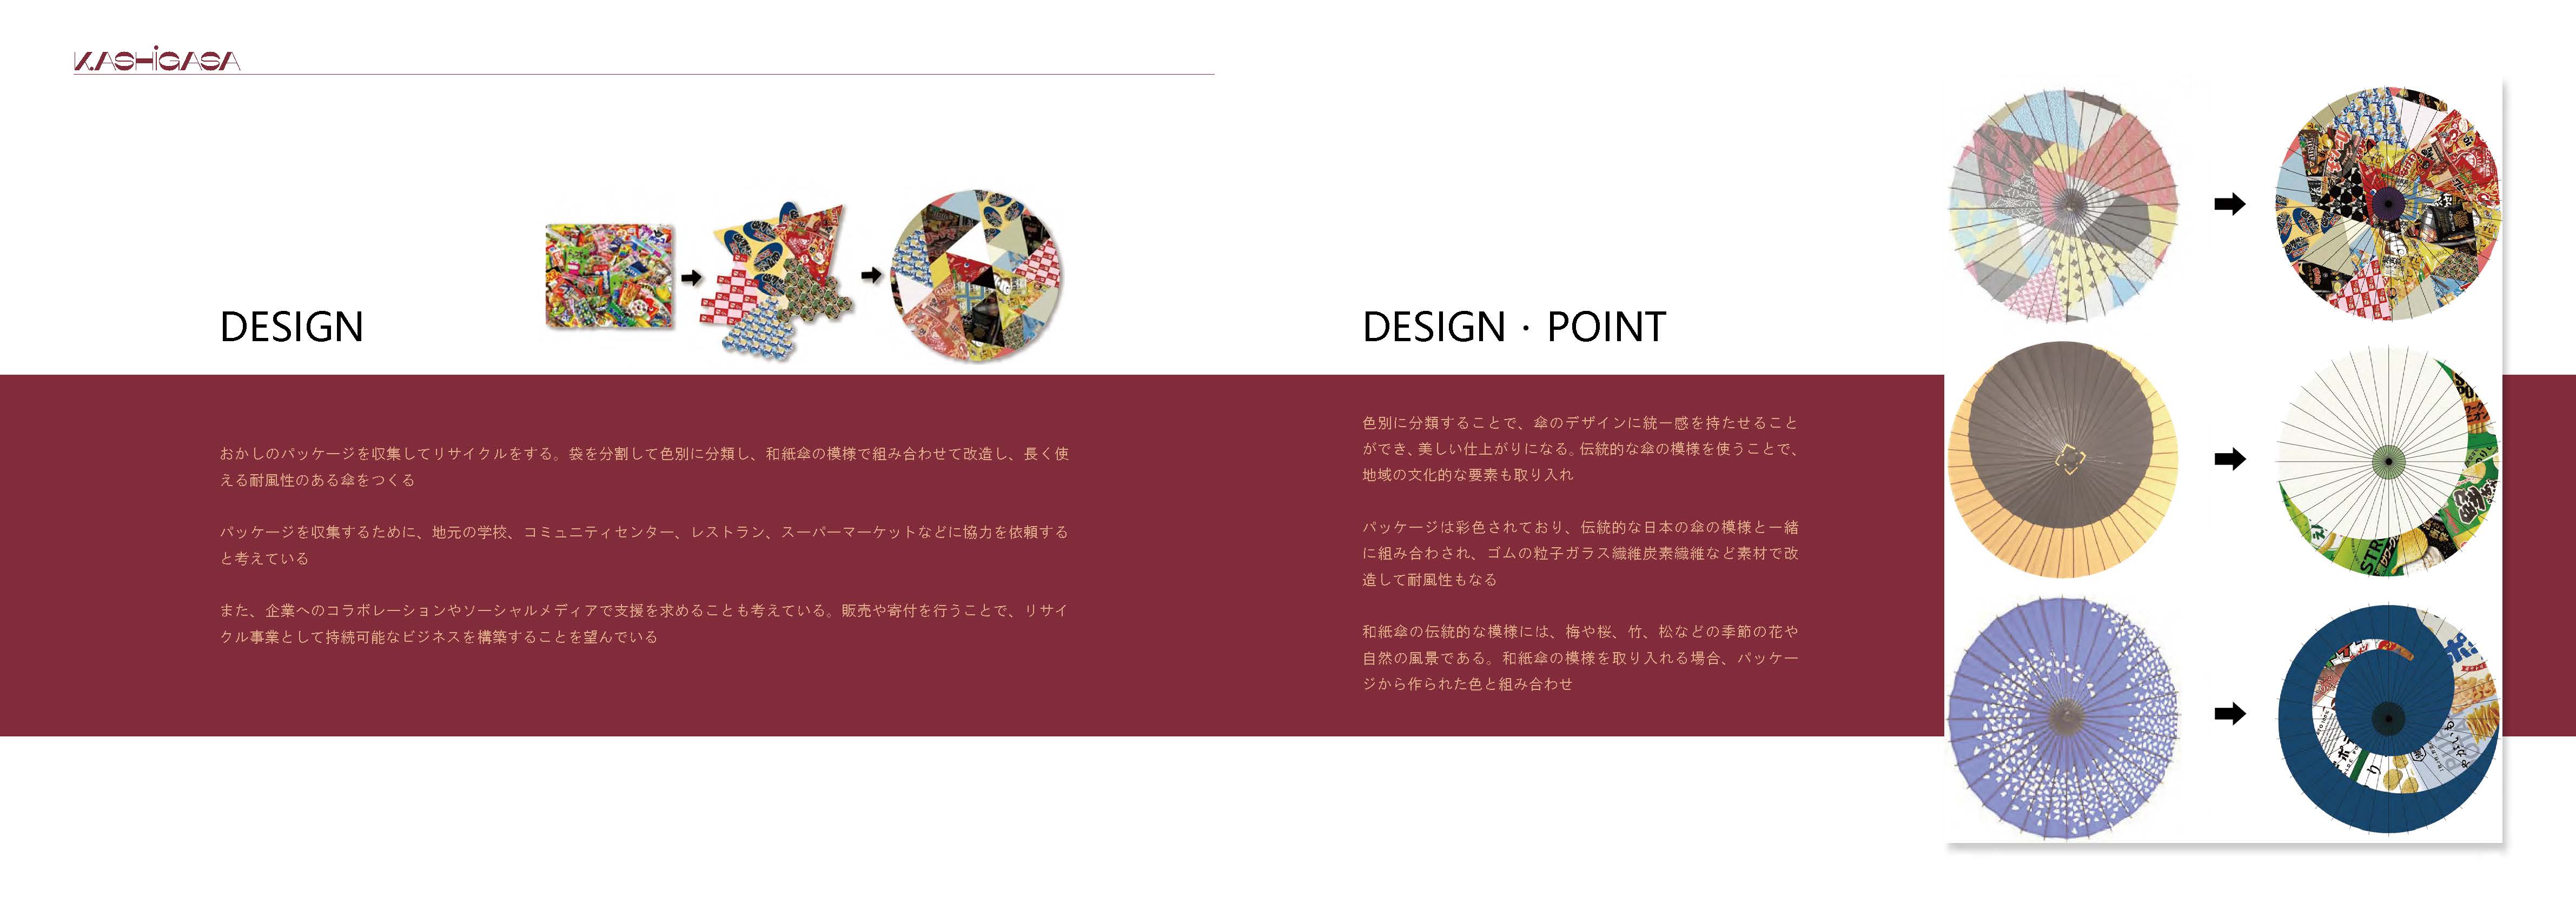 KASHiGASA
DESIGN
おかしのパッケージを収集してリサイクルをする。袋を分割して色別に分類し、和紙傘の模様で組み合わせて改造し、長く使
える耐風性のある傘をつくる
パッケージを収集するために、地元の学校、コミュニティセンター、レストラン、スーパーマーケットなどに協力を依頼する
と考えている
また、企業へのコラボレーションやソーシャルメディアで支援を求めることも考えている。販売や寄付を行うことで、リサイ
クル事業として持続可能なビジネスを構築することを望んでいる
DESIGN · POINT
色別に分類することで、傘のデザインに統一感を持たせること
ができ、美しい仕上がりになる。伝統的な傘の模様を使うことで、
地域の文化的な要素も取り入れ
パッケージは彩色されており、伝統的な日本の傘の模様と一緒
に組み合わされ、ゴムの粒子ガラス繊維炭素繊維など素材で改
造して耐風性もなる
和紙傘の伝統的な模様には、梅や桜、竹、松などの季節の花や
自然の風景である。和紙傘の模様を取り入れる場合、パッケー
ジから作られた色と組み合わせ